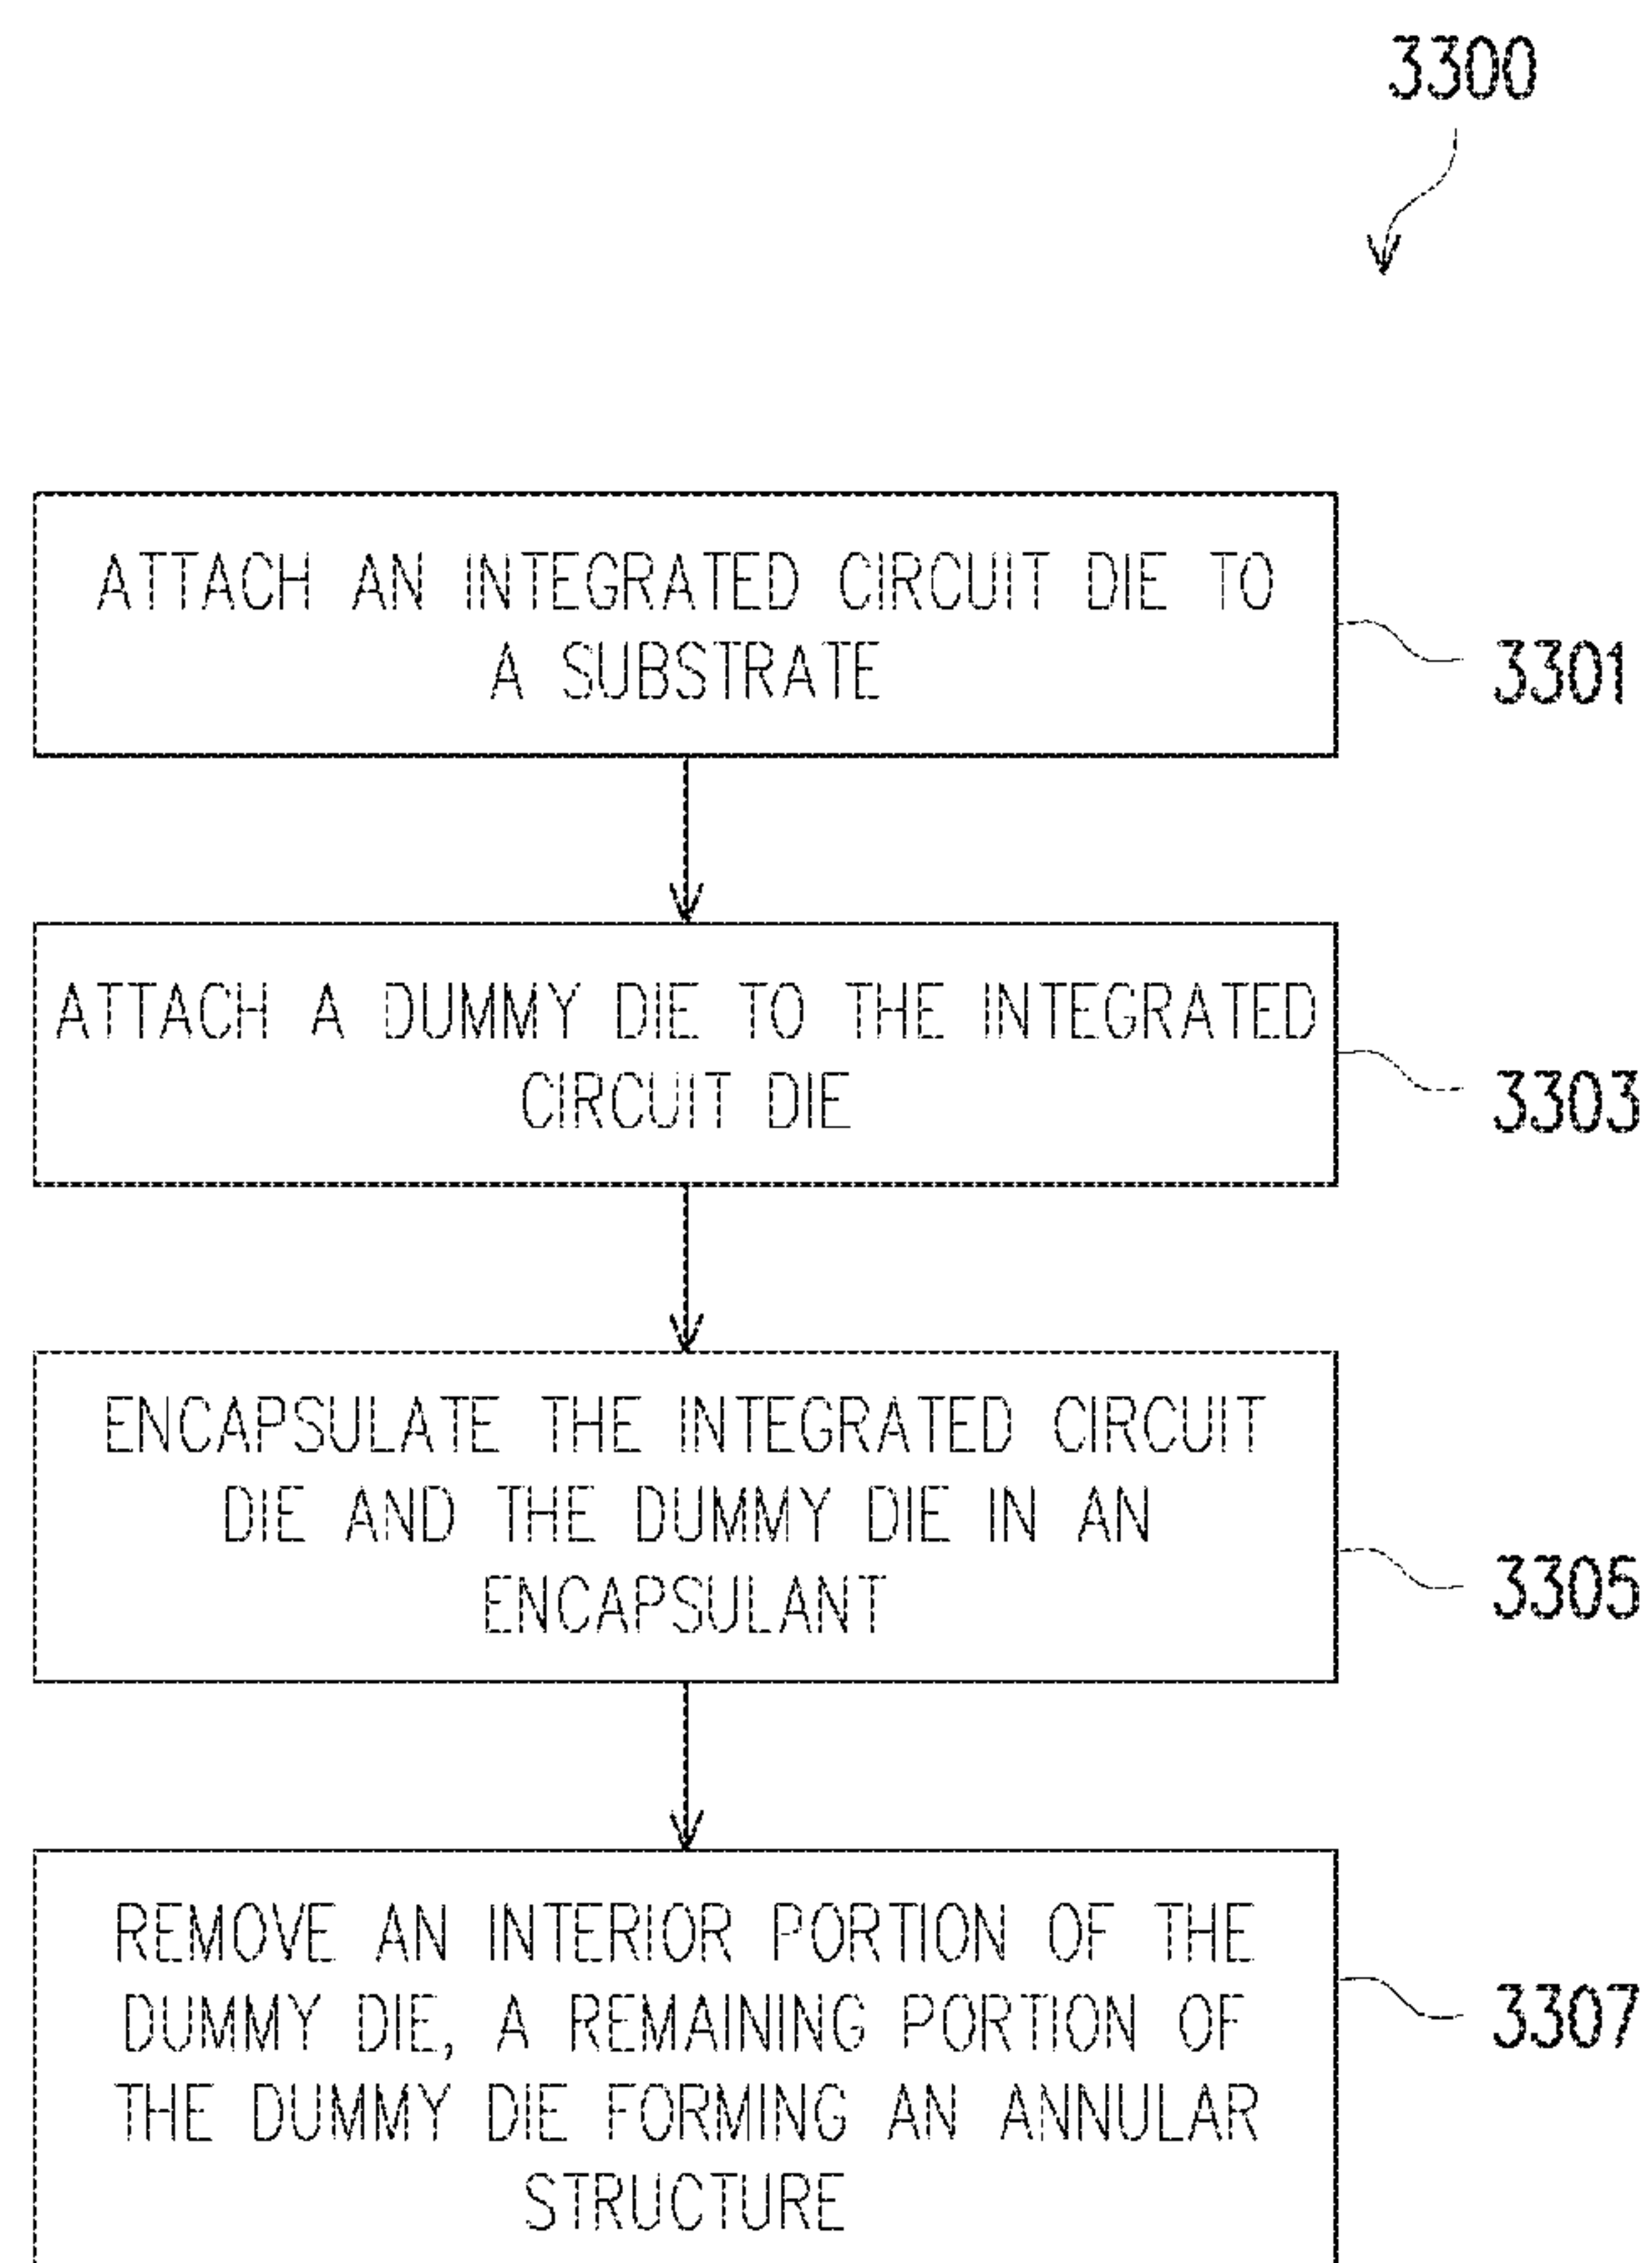 3300
ATTACH AN INTEGRATED CIRCUIT DIE TO
A SUBSTRATE
3301
ATTACH A DUMMY DIE TO THE INTEGRATED
CIRCUIT DIE
3303
ENCAPSULATE THE INTEGRATED CIRCUIT
DIE AND THE DUMMY DIE IN AN
ENCAPSULANT
3305
REMOVE AN INTERIOR PORTION OF THE
DUMMY DIE, A REMAINING PORTION OF
THE DUMMY DIE FORMING AN ANNULAR
STRUCTURE
3307